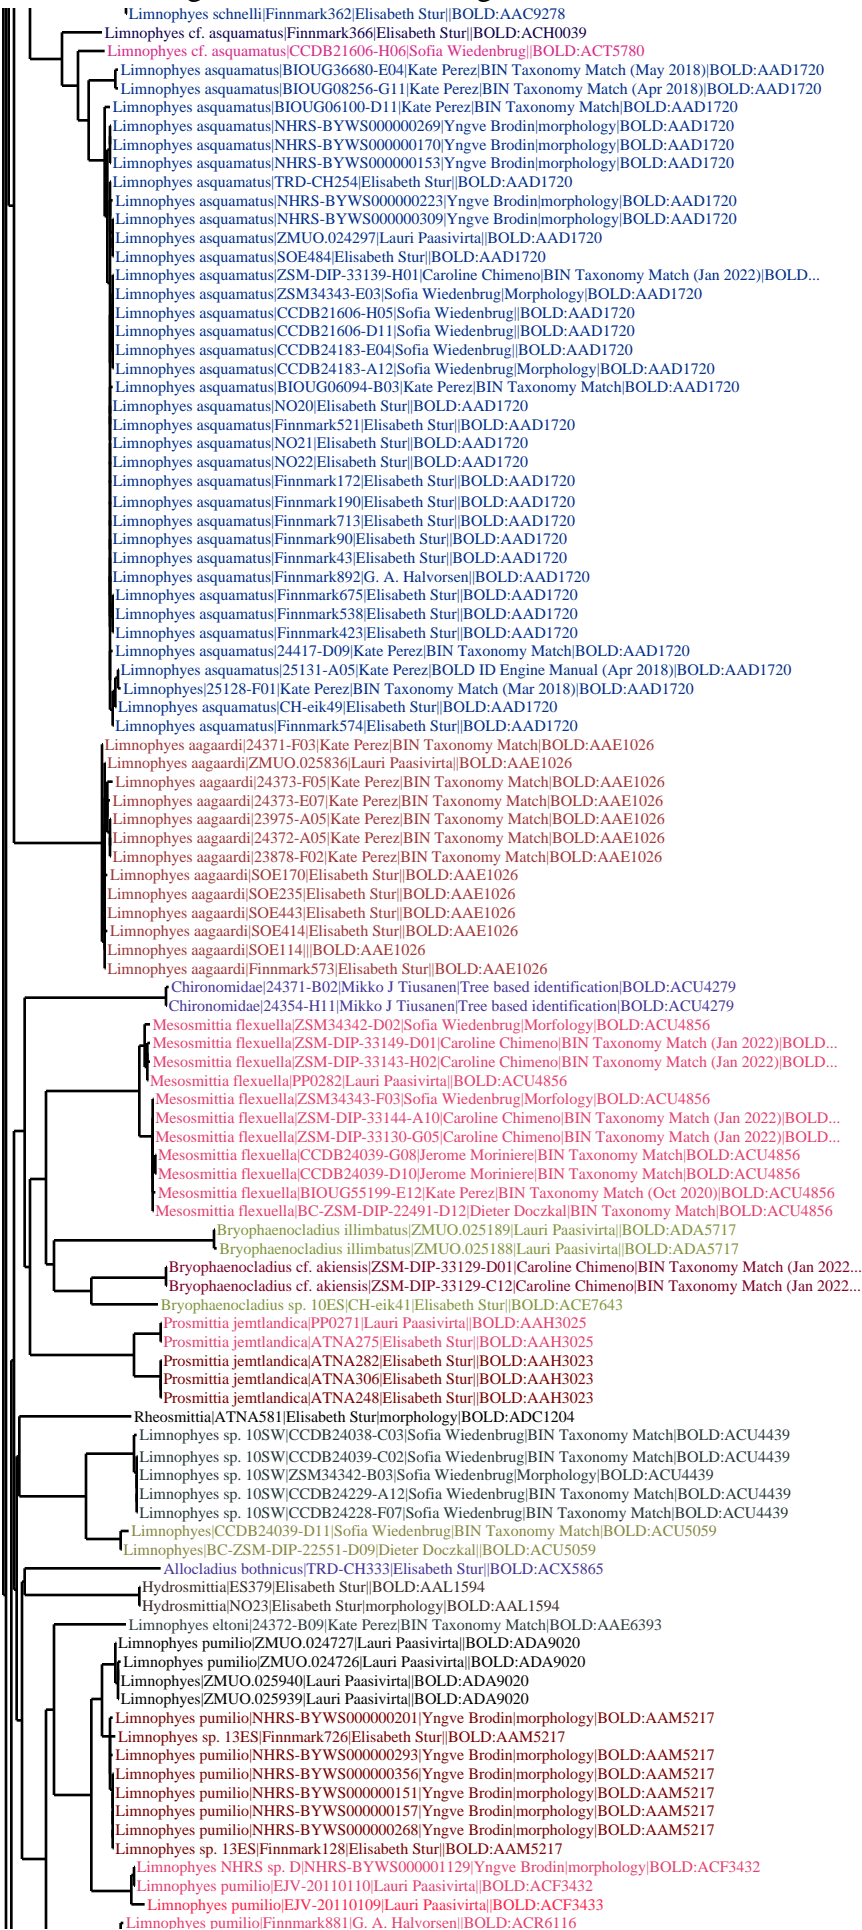 Limnophyes schnelli|Finnmark362|Elisabeth Stur||BOLD:AAC9278
Limnophyes cf. asquamatus|Finnmark366|Elisabeth Stur||BOLD:ACH0039
Limnophyes cf. asquamatus|CCDB21606-H06|Sofia Wiedenbrug||BOLD:ACT5780
Limnophyes asquamatus|BIOUG36680-E04|Kate Perez|BIN Taxonomy Match (May 2018)|BOLD:AAD1720
Limnophyes asquamatus|BIOUG08256-G11|Kate Perez|BIN Taxonomy Match (Apr 2018)|BOLD:AAD1720
Limnophyes asquamatus|BIOUG06100-D11|Kate Perez|BIN Taxonomy Match|BOLD:AAD1720
Limnophyes asquamatus|NHRS-BYWS000000269|Yngve Brodin|morphology|BOLD:AAD1720
Limnophyes asquamatus|NHRS-BYWS000000170|Yngve Brodin|morphology|BOLD:AAD1720
Limnophyes asquamatus|NHRS-BYWS000000153|Yngve Brodin|morphology|BOLD:AAD1720
Limnophyes asquamatus|TRD-CH254|Elisabeth Stur||BOLD:AAD1720
Limnophyes asquamatus|NHRS-BYWS000000223|Yngve Brodin|morphology|BOLD:AAD1720
Limnophyes asquamatus|NHRS-BYWS000000309|Yngve Brodin|morphology|BOLD:AAD1720
Limnophyes asquamatus|ZMUO.024297|Lauri Paasivirta||BOLD:AAD1720
Limnophyes asquamatus|SOE484|Elisabeth Stur||BOLD:AAD1720
Limnophyes asquamatus|ZSM-DIP-33139-H01|Caroline Chimeno|BIN Taxonomy Match (Jan 2022)|BOLD...
Limnophyes asquamatus|ZSM34343-E03|Sofia Wiedenbrug|Morphology|BOLD:AAD1720
Limnophyes asquamatus|CCDB21606-H05|Sofia Wiedenbrug||BOLD:AAD1720
Limnophyes asquamatus|CCDB21606-D11|Sofia Wiedenbrug||BOLD:AAD1720
Limnophyes asquamatus|CCDB24183-E04|Sofia Wiedenbrug||BOLD:AAD1720
Limnophyes asquamatus|CCDB24183-A12|Sofia Wiedenbrug|Morphology|BOLD:AAD1720
Limnophyes asquamatus|BIOUG06094-B03|Kate Perez|BIN Taxonomy Match|BOLD:AAD1720
Limnophyes asquamatus|NO20|Elisabeth Stur||BOLD:AAD1720
Limnophyes asquamatus|Finnmark521|Elisabeth Stur||BOLD:AAD1720
Limnophyes asquamatus|NO21|Elisabeth Stur||BOLD:AAD1720
Limnophyes asquamatus|NO22|Elisabeth Stur||BOLD:AAD1720
Limnophyes asquamatus|Finnmark172|Elisabeth Stur||BOLD:AAD1720
Limnophyes asquamatus|Finnmark190|Elisabeth Stur||BOLD:AAD1720
Limnophyes asquamatus|Finnmark713|Elisabeth Stur||BOLD:AAD1720
Limnophyes asquamatus|Finnmark90|Elisabeth Stur||BOLD:AAD1720
Limnophyes asquamatus|Finnmark43|Elisabeth Stur||BOLD:AAD1720
Limnophyes asquamatus|Finnmark892|G. A. Halvorsen||BOLD:AAD1720
Limnophyes asquamatus|Finnmark675|Elisabeth Stur||BOLD:AAD1720
Limnophyes asquamatus|Finnmark538|Elisabeth Stur||BOLD:AAD1720
Limnophyes asquamatus|Finnmark423|Elisabeth Stur||BOLD:AAD1720
Limnophyes asquamatus|24417-D09|Kate Perez|BIN Taxonomy Match|BOLD:AAD1720
Limnophyes asquamatus|25131-A05|Kate Perez|BOLD ID Engine Manual (Apr 2018)|BOLD:AAD1720
Limnophyes|25128-F01|Kate Perez|BIN Taxonomy Match (Mar 2018)|BOLD:AAD1720
Limnophyes asquamatus|CH-eik49|Elisabeth Stur||BOLD:AAD1720
Limnophyes asquamatus|Finnmark574|Elisabeth Stur||BOLD:AAD1720
Limnophyes aagaardi|24371-F03|Kate Perez|BIN Taxonomy Match|BOLD:AAE1026
Limnophyes aagaardi|ZMUO.025836|Lauri Paasivirta||BOLD:AAE1026
Limnophyes aagaardi|24373-F05|Kate Perez|BIN Taxonomy Match|BOLD:AAE1026
Limnophyes aagaardi|24373-E07|Kate Perez|BIN Taxonomy Match|BOLD:AAE1026
Limnophyes aagaardi|23975-A05|Kate Perez|BIN Taxonomy Match|BOLD:AAE1026
Limnophyes aagaardi|24372-A05|Kate Perez|BIN Taxonomy Match|BOLD:AAE1026
Limnophyes aagaardi|23878-F02|Kate Perez|BIN Taxonomy Match|BOLD:AAE1026
Limnophyes aagaardi|SOE170|Elisabeth Stur||BOLD:AAE1026
Limnophyes aagaardi|SOE235|Elisabeth Stur||BOLD:AAE1026
Limnophyes aagaardi|SOE443|Elisabeth Stur||BOLD:AAE1026
Limnophyes aagaardi|SOE414|Elisabeth Stur||BOLD:AAE1026
Limnophyes aagaardi|SOE114|||BOLD:AAE1026
Limnophyes aagaardi|Finnmark573|Elisabeth Stur||BOLD:AAE1026
Chironomidae|24371-B02|Mikko J Tiusanen|Tree based identification|BOLD:ACU4279
Chironomidae|24354-H11|Mikko J Tiusanen|Tree based identification|BOLD:ACU4279
Mesosmittia flexuella|ZSM34342-D02|Sofia Wiedenbrug|Morfology|BOLD:ACU4856
Mesosmittia flexuella|ZSM-DIP-33149-D01|Caroline Chimeno|BIN Taxonomy Match (Jan 2022)|BOLD...
Mesosmittia flexuella|ZSM-DIP-33143-H02|Caroline Chimeno|BIN Taxonomy Match (Jan 2022)|BOLD...
Mesosmittia flexuella|PP0282|Lauri Paasivirta||BOLD:ACU4856
Mesosmittia flexuella|ZSM34343-F03|Sofia Wiedenbrug|Morfology|BOLD:ACU4856
Mesosmittia flexuella|ZSM-DIP-33144-A10|Caroline Chimeno|BIN Taxonomy Match (Jan 2022)|BOLD...
Mesosmittia flexuella|ZSM-DIP-33130-G05|Caroline Chimeno|BIN Taxonomy Match (Jan 2022)|BOLD...
Mesosmittia flexuella|CCDB24039-G08|Jerome Moriniere|BIN Taxonomy Match|BOLD:ACU4856
Mesosmittia flexuella|CCDB24039-D10|Jerome Moriniere|BIN Taxonomy Match|BOLD:ACU4856
Mesosmittia flexuella|BIOUG55199-E12|Kate Perez|BIN Taxonomy Match (Oct 2020)|BOLD:ACU4856
Mesosmittia flexuella|BC-ZSM-DIP-22491-D12|Dieter Doczkal|BIN Taxonomy Match|BOLD:ACU4856
Bryophaenocladius illimbatus|ZMUO.025189|Lauri Paasivirta||BOLD:ADA5717
Bryophaenocladius illimbatus|ZMUO.025188|Lauri Paasivirta||BOLD:ADA5717
Bryophaenocladius cf. akiensis|ZSM-DIP-33129-D01|Caroline Chimeno|BIN Taxonomy Match (Jan 2022...
Bryophaenocladius cf. akiensis|ZSM-DIP-33129-C12|Caroline Chimeno|BIN Taxonomy Match (Jan 2022...
Bryophaenocladius sp. 10ES|CH-eik41|Elisabeth Stur||BOLD:ACE7643
Prosmittia jemtlandica|PP0271|Lauri Paasivirta||BOLD:AAH3025
Prosmittia jemtlandica|ATNA275|Elisabeth Stur||BOLD:AAH3025
Prosmittia jemtlandica|ATNA282|Elisabeth Stur||BOLD:AAH3023
Prosmittia jemtlandica|ATNA306|Elisabeth Stur||BOLD:AAH3023
Prosmittia jemtlandica|ATNA248|Elisabeth Stur||BOLD:AAH3023
Rheosmittia|ATNA581|Elisabeth Stur|morphology|BOLD:ADC1204
Limnophyes sp. 10SW|CCDB24038-C03|Sofia Wiedenbrug|BIN Taxonomy Match|BOLD:ACU4439
Limnophyes sp. 10SW|CCDB24039-C02|Sofia Wiedenbrug|BIN Taxonomy Match|BOLD:ACU4439
Limnophyes sp. 10SW|ZSM34342-B03|Sofia Wiedenbrug|Morphology|BOLD:ACU4439
Limnophyes sp. 10SW|CCDB24229-A12|Sofia Wiedenbrug|BIN Taxonomy Match|BOLD:ACU4439
Limnophyes sp. 10SW|CCDB24228-F07|Sofia Wiedenbrug|BIN Taxonomy Match|BOLD:ACU4439
Limnophyes|CCDB24039-D11|Sofia Wiedenbrug|BIN Taxonomy Match|BOLD:ACU5059
Limnophyes|BC-ZSM-DIP-22551-D09|Dieter Doczkal||BOLD:ACU5059
Allocladius bothnicus|TRD-CH333|Elisabeth Stur||BOLD:ACX5865
Hydrosmittia|ES379|Elisabeth Stur||BOLD:AAL1594
Hydrosmittia|NO23|Elisabeth Stur|morphology|BOLD:AAL1594
Limnophyes eltoni|24372-B09|Kate Perez|BIN Taxonomy Match|BOLD:AAE6393
Limnophyes pumilio|ZMUO.024727|Lauri Paasivirta||BOLD:ADA9020
Limnophyes pumilio|ZMUO.024726|Lauri Paasivirta||BOLD:ADA9020
Limnophyes|ZMUO.025940|Lauri Paasivirta||BOLD:ADA9020
Limnophyes|ZMUO.025939|Lauri Paasivirta||BOLD:ADA9020
Limnophyes pumilio|NHRS-BYWS000000201|Yngve Brodin|morphology|BOLD:AAM5217
Limnophyes sp. 13ES|Finnmark726|Elisabeth Stur||BOLD:AAM5217
Limnophyes pumilio|NHRS-BYWS000000293|Yngve Brodin|morphology|BOLD:AAM5217
Limnophyes pumilio|NHRS-BYWS000000356|Yngve Brodin|morphology|BOLD:AAM5217
Limnophyes pumilio|NHRS-BYWS000000151|Yngve Brodin|morphology|BOLD:AAM5217
Limnophyes pumilio|NHRS-BYWS000000157|Yngve Brodin|morphology|BOLD:AAM5217
Limnophyes pumilio|NHRS-BYWS000000268|Yngve Brodin|morphology|BOLD:AAM5217
Limnophyes sp. 13ES|Finnmark128|Elisabeth Stur||BOLD:AAM5217
Limnophyes NHRS sp. D|NHRS-BYWS000001129|Yngve Brodin|morphology|BOLD:ACF3432
Limnophyes pumilio|EJV-20110110|Lauri Paasivirta||BOLD:ACF3432
Limnophyes pumilio|EJV-20110109|Lauri Paasivirta||BOLD:ACF3433
Limnophyes pumilio|Finnmark881|G. A. Halvorsen||BOLD:ACR6116